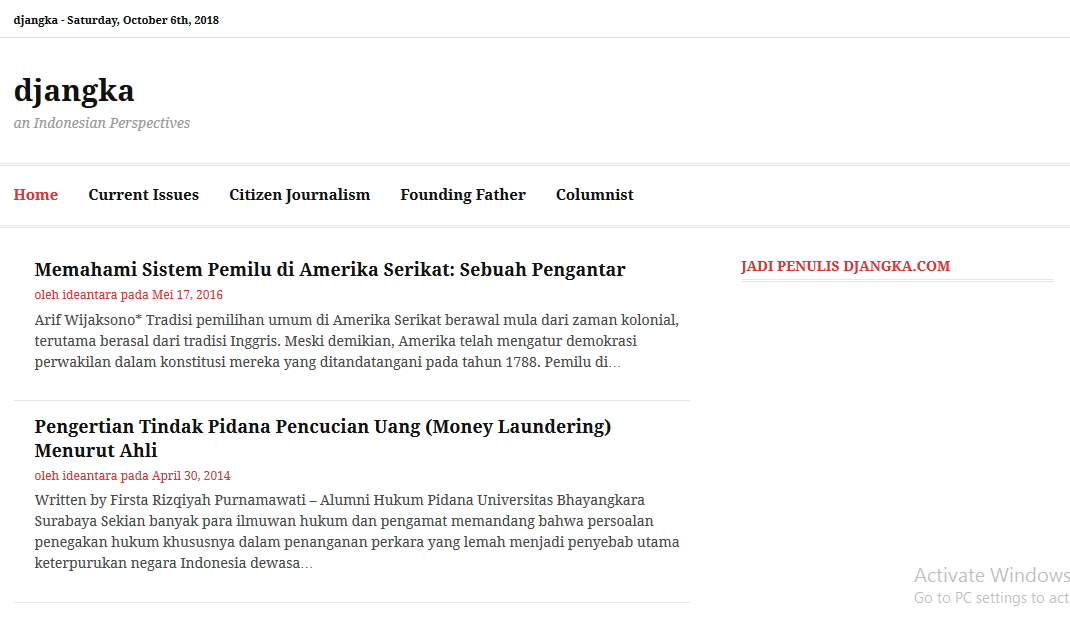 djangka - Saturday, October 6th, 2018
djangka
an Indonesian Perspectives
Home Current Issues Citizen Journalism Founding Father Columnist
Memahami Sistem Pemilu di Amerika Serikat: Sebuah Pengantar
oleh ideantara pada Mei 17, 2016
Arif Wijaksono* Tradisi pemilihan umum di Amerika Serikat berawal mula dari zaman kolonial,
terutama berasal dari tradisi Inggris. Meski demikian, Amerika telah mengatur demokrasi
perwakilan dalam konstitusi mereka yang ditandatangani pada tahun 1788. Pemilu di…
Pengertian Tindak Pidana Pencucian Uang (Money Laundering)
Menurut Ahli
oleh ideantara pada April 30, 2014
Written by Firsta Rizqiyah Purnamawati – Alumni Hukum Pidana Universitas Bhayangkara
Surabaya Sekian banyak para ilmuwan hukum dan pengamat memandang bahwa persoalan
penegakan hukum khususnya dalam penanganan perkara yang lemah menjadi penyebab utama
keterpurukan negara Indonesia dewasa…
JADI PENULIS DJANGKA.COM
Activate Windows
Go to PC settings to act